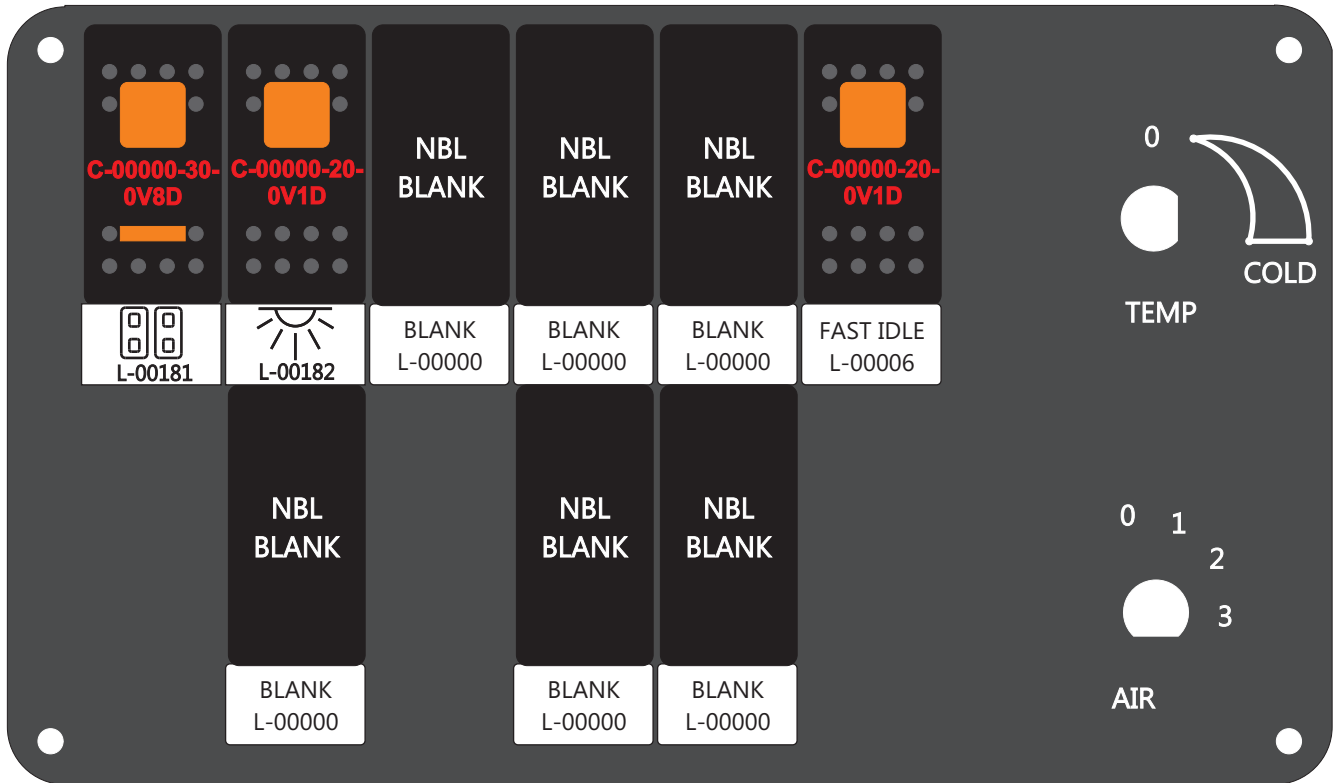 C-00000-30-
0V8D
C-00000-20-
0V1D
NBL
BLANK
NBL
BLANK
NBL
BLANK
C-00000-20-
0V1D
L-00181
L-00182
BLANK
L-00000
BLANK
L-00000
BLANK
L-00000
FAST IDLE
L-00006
0
COLD
TEMP
NBL
BLANK
NBL
BLANK
NBL
BLANK
BLANK
L-00000
BLANK
L-00000
BLANK
L-00000
0
1
2
3
AIR